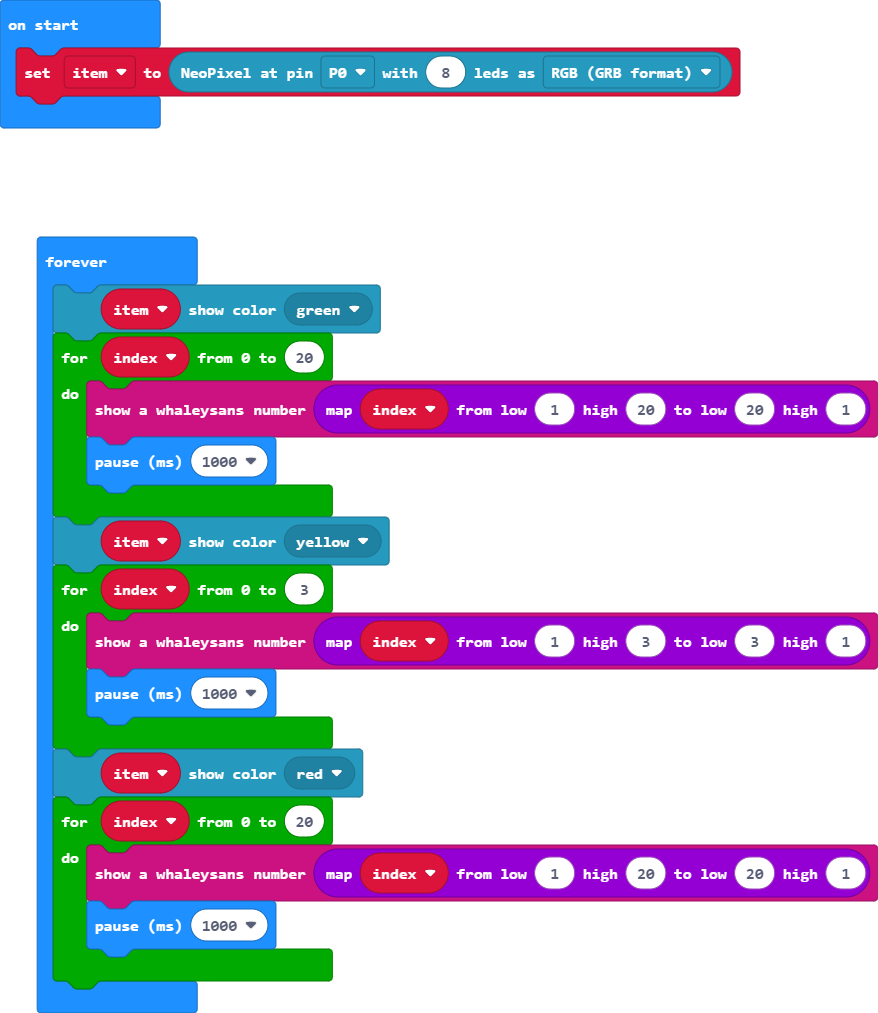 on start
set item to NeoPixel at pin P0 with 8 leds as RGB (GRB format)
forever
item show color green
for index from 0 to 20
do
show a whaleysans number map index from low 1 high 20 to low 20 high 1
pause (ms) 1000
item show color yellow
for index from 0 to 3
do
show a whaleysans number map index from low 1 high 3 to low 3 high 1
pause (ms) 1000
item show color red
for index from 0 to 20
do
show a whaleysans number map index from low 1 high 20 to low 20 high 1
pause (ms) 1000